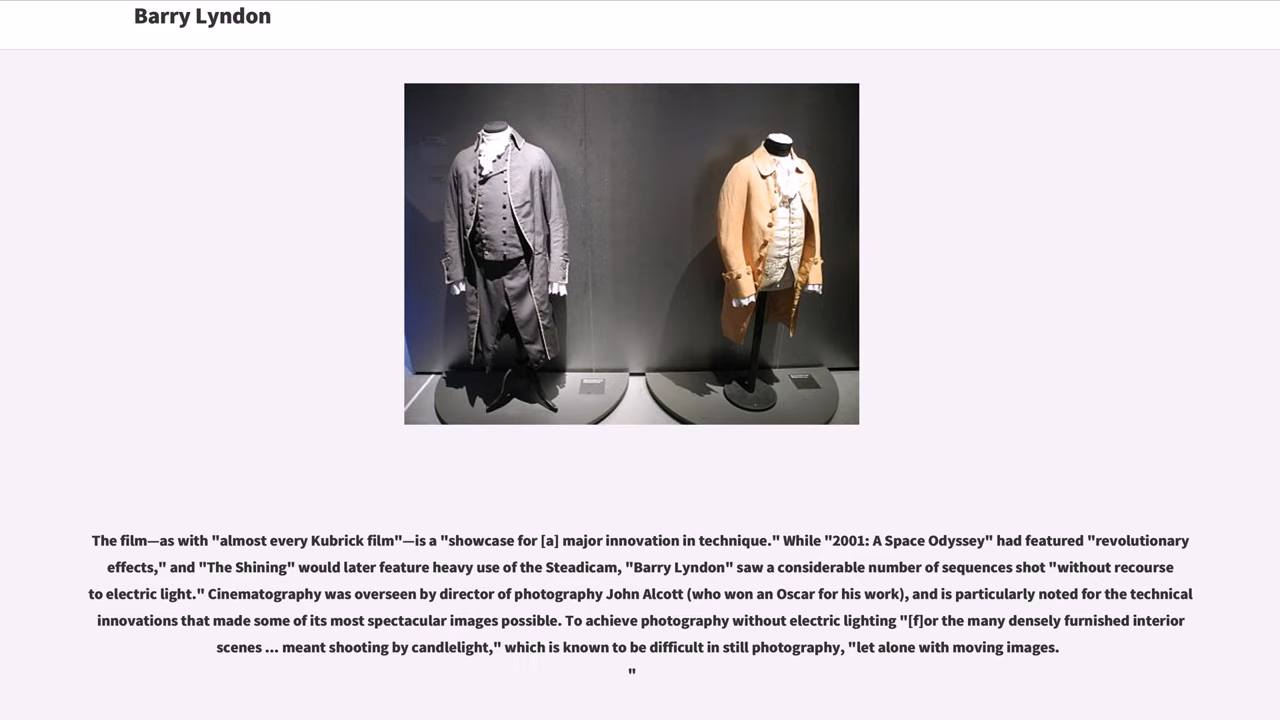 Barry Lyndon
The film—as with "almost every Kubrick film"—is a "showcase for [a] major innovation in technique." While "2001: A Space Odyssey" had featured "revolutionary
effects," and "The Shining" would later feature heavy use of the Steadicam, "Barry Lyndon" saw a considerable number of sequences shot "without recourse
to electric light." Cinematography was overseen by director of photography John Alcott (who won an Oscar for his work), and is particularly noted for the technical
innovations that made some of its most spectacular images possible. To achieve photography without electric lighting "[f]or the many densely furnished interior
scenes ... meant shooting by candlelight," which is known to be difficult in still photography, "let alone with moving images.
"